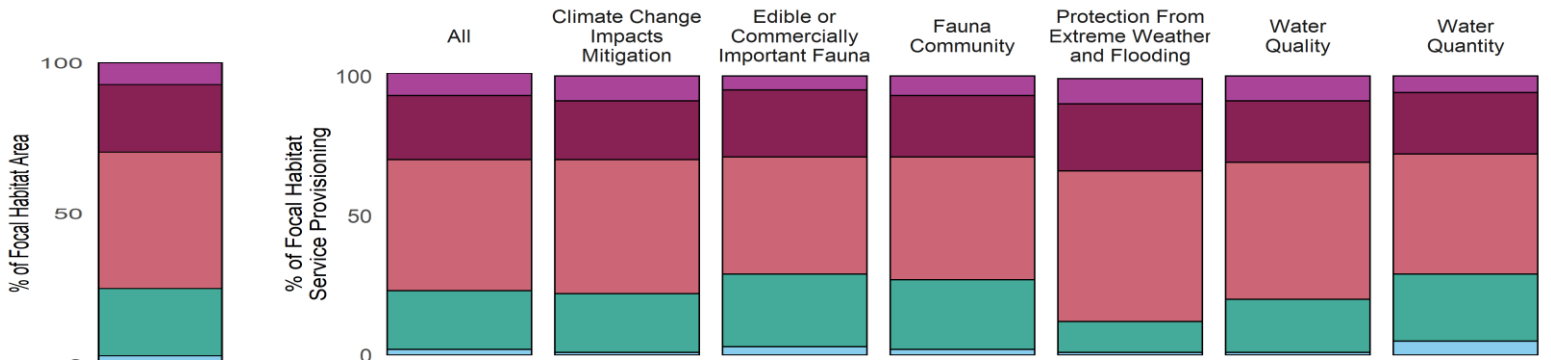 % of Focal Habitat Area
100
50
% of Focal Habitat
Service Provisioning
100
50
0
All
Climate Change
Impacts
Mitigation
Edible or
Commercially
Important Fauna
Fauna
Community
Protection From
Extreme Weather
and Flooding
Water
Quality
Water
Quantity